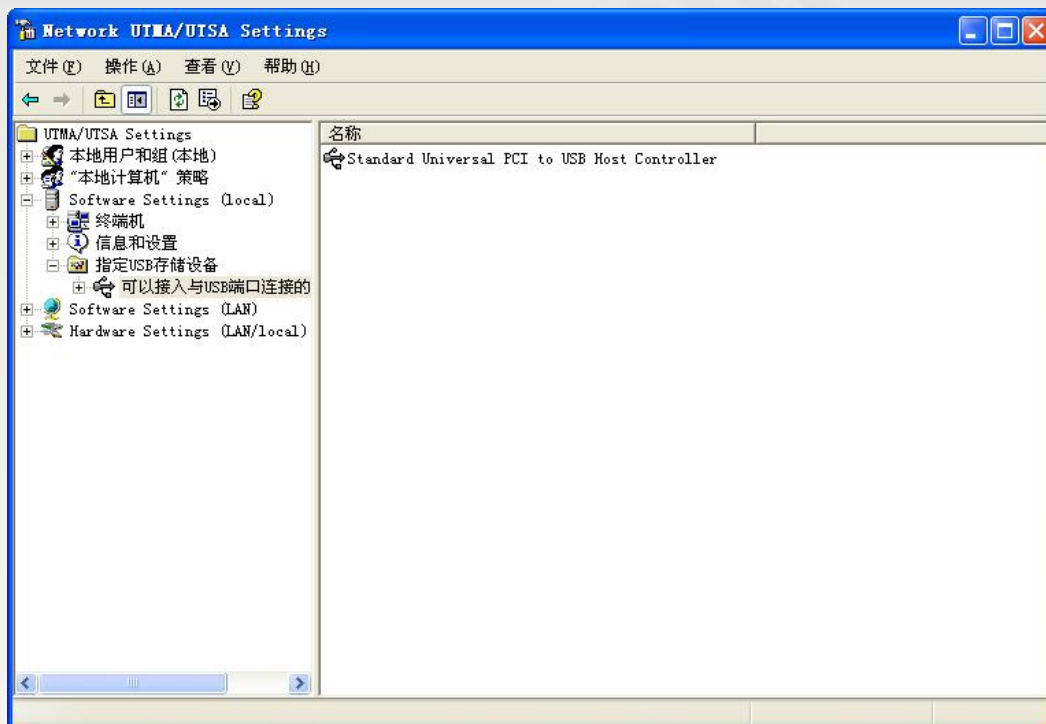 Network UTMA/UTSA Settings
文件(F) 操作(A) 查看(V) 帮助(H)
UTMA/UTSA Settings
本地用户和组(本地)
“本地计算机” 策略
Software Settings (local)
终端机
信息和设置
指定USB存储设备
可以接入与USB端口连接的
Software Settings (LAN)
Hardware Settings (LAN/local)
名称
Standard Universal PCI to USB Host Controller